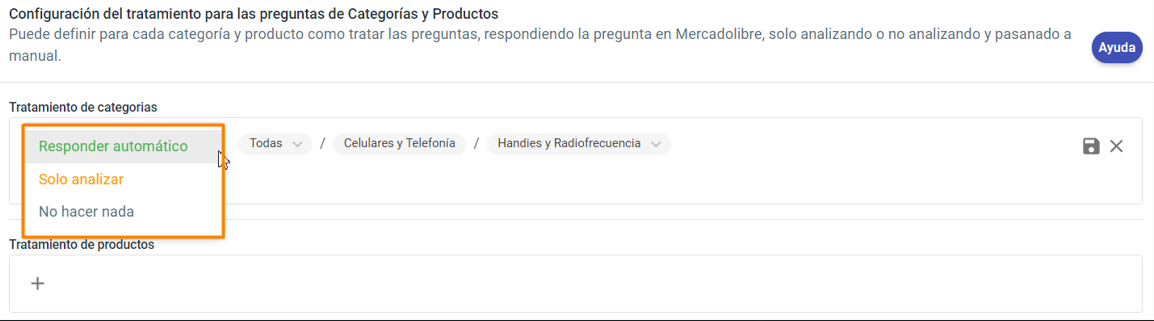 Configuración del tratamiento para las preguntas de Categorías y Productos
Puede definir para cada categoría y producto como tratar las preguntas, respondiendo la pregunta en Mercadolibre, solo analizando o no analizando y pasanado a
manual.
Ayuda
Tratamiento de categorias
Responder automático
Todas / Celulares y Telefonía / Handies y Radiofrecuencia
Solo analizar
No hacer nada
Tratamiento de productos
+